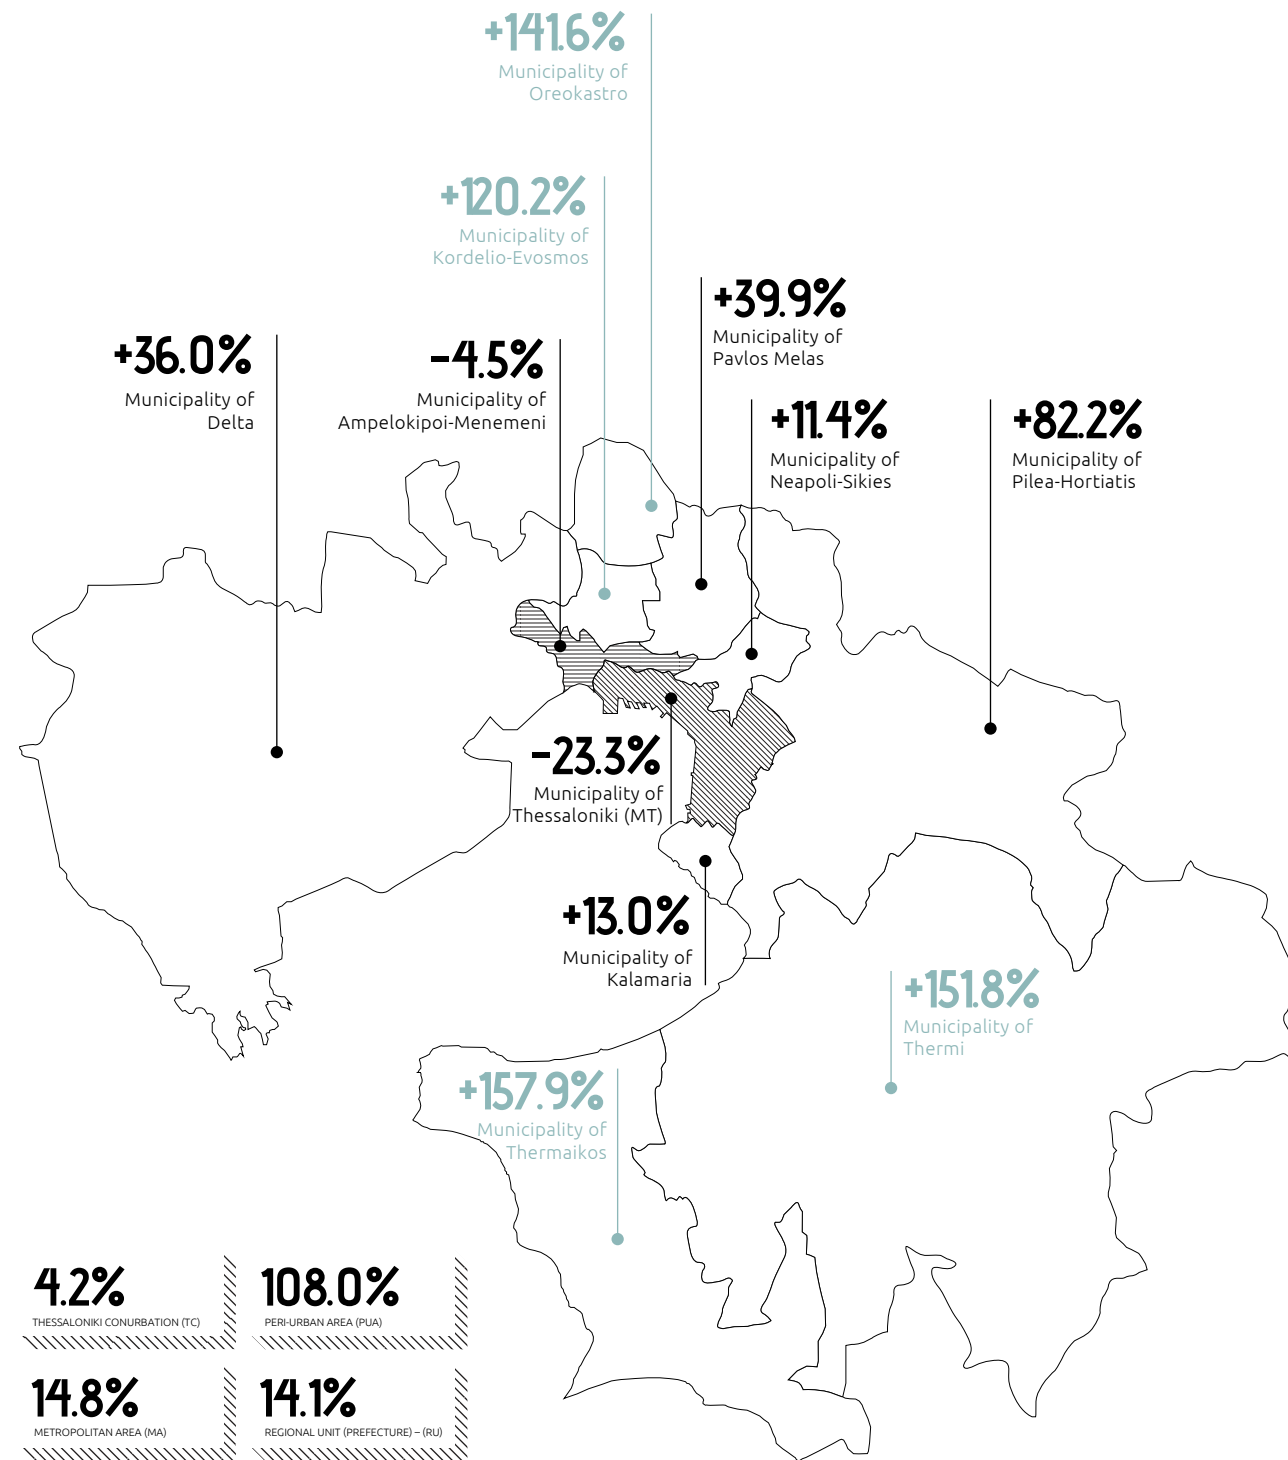 +141.6%
Municipality of
Oreokastro
+120.2%
Municipality of
Kordelio-Evosmos
+39.9%
Municipality of
Pavlos Melas
+36.0%
Municipality of
Delta
−4.5%
Municipality of
Ampelokipoi-Menemeni
+11.4%
Municipality of
Neapoli-Sikies
+82.2%
Municipality of
Pilea-Hortiatis
−23.3%
Municipality of
Thessaloniki (MT)
+13.0%
Municipality of
Kalamaria
+151.8%
Municipality of
Thermi
+157.9%
Municipality of
Thermaikos
4.2%
THESSALONIKI CONURBATION (TC)
108.0%
PERI-URBAN AREA (PUA)
14.8%
METROPOLITAN AREA (MA)
14.1%
REGIONAL UNIT (PREFECTURE) – (RU)